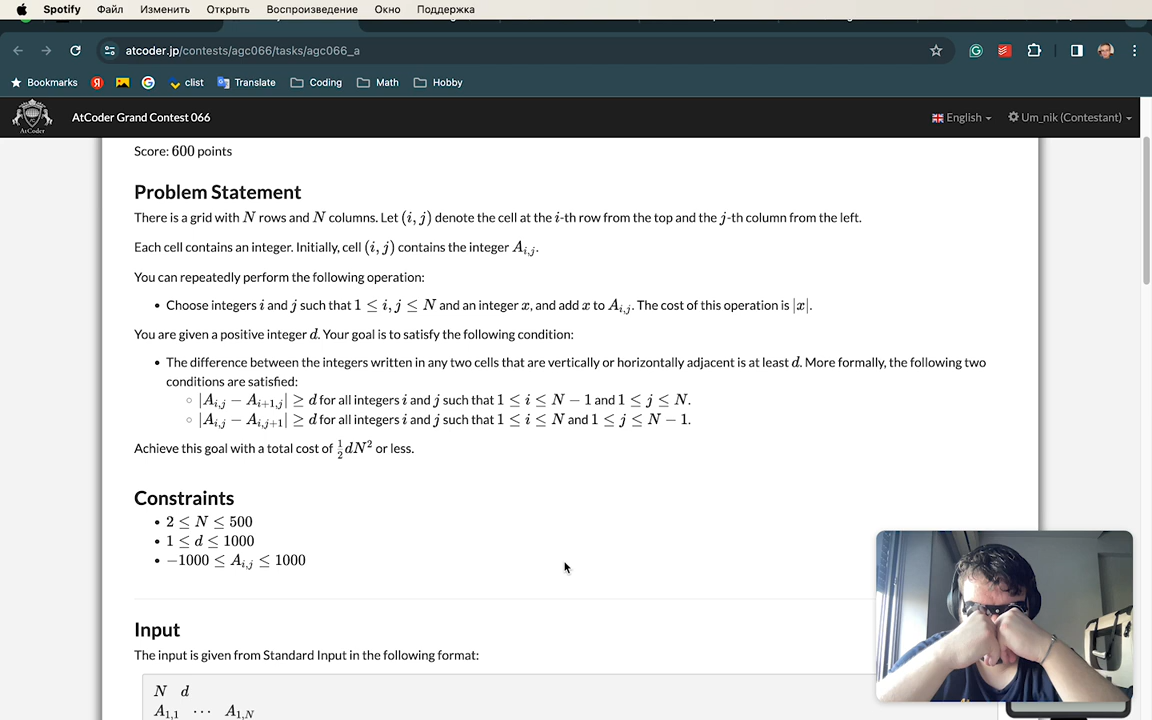 Spotify Файл Изменить Открыть Воспроизведение Окно Поддержка
atcoder.jp/contests/agc066/tasks/agc066_a
Bookmarks Я clist Translate Coding Math Hobby
AtCoder Grand Contest 066 English Um_nik (Contestant)
AtCoder
Score: 600 points
Problem Statement
There is a grid with N rows and N columns. Let (i, j) denote the cell at the i-th row from the top and the j-th column from the left.
Each cell contains an integer. Initially, cell (i, j) contains the integer A_{i,j}.
You can repeatedly perform the following operation:
• Choose integers i and j such that 1 ≤ i, j ≤ N and an integer x, and add x to A_{i,j}. The cost of this operation is |x|.
You are given a positive integer d. Your goal is to satisfy the following condition:
• The difference between the integers written in any two cells that are vertically or horizontally adjacent is at least d. More formally, the following two
conditions are satisfied:
◦ |A_{i,j} − A_{i+1,j}| ≥ d for all integers i and j such that 1 ≤ i ≤ N − 1 and 1 ≤ j ≤ N.
◦ |A_{i,j} − A_{i,j+1}| ≥ d for all integers i and j such that 1 ≤ i ≤ N and 1 ≤ j ≤ N − 1.
Achieve this goal with a total cost of ½dN² or less.
Constraints
• 2 ≤ N ≤ 500
• 1 ≤ d ≤ 1000
• −1000 ≤ A_{i,j} ≤ 1000
Input
The input is given from Standard Input in the following format:
N d
A_{1,1} ⋯ A_{1,N}